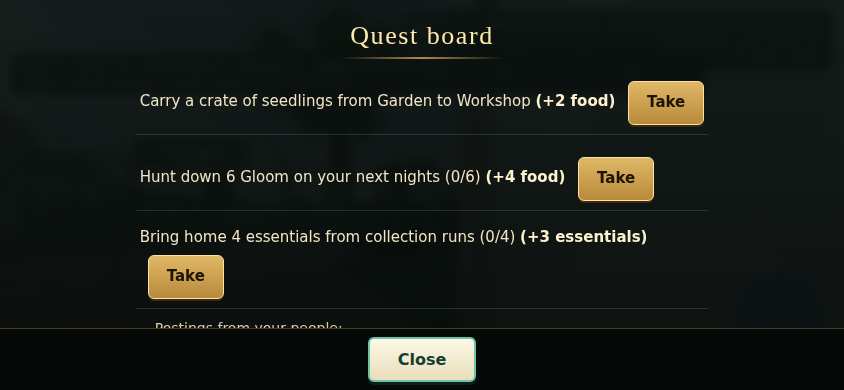 Quest board
Carry a crate of seedlings from Garden to Workshop (+2 food) Take
Hunt down 6 Gloom on your next nights (0/6) (+4 food) Take
Bring home 4 essentials from collection runs (0/4) (+3 essentials)
Take
Postings from your people:
Close